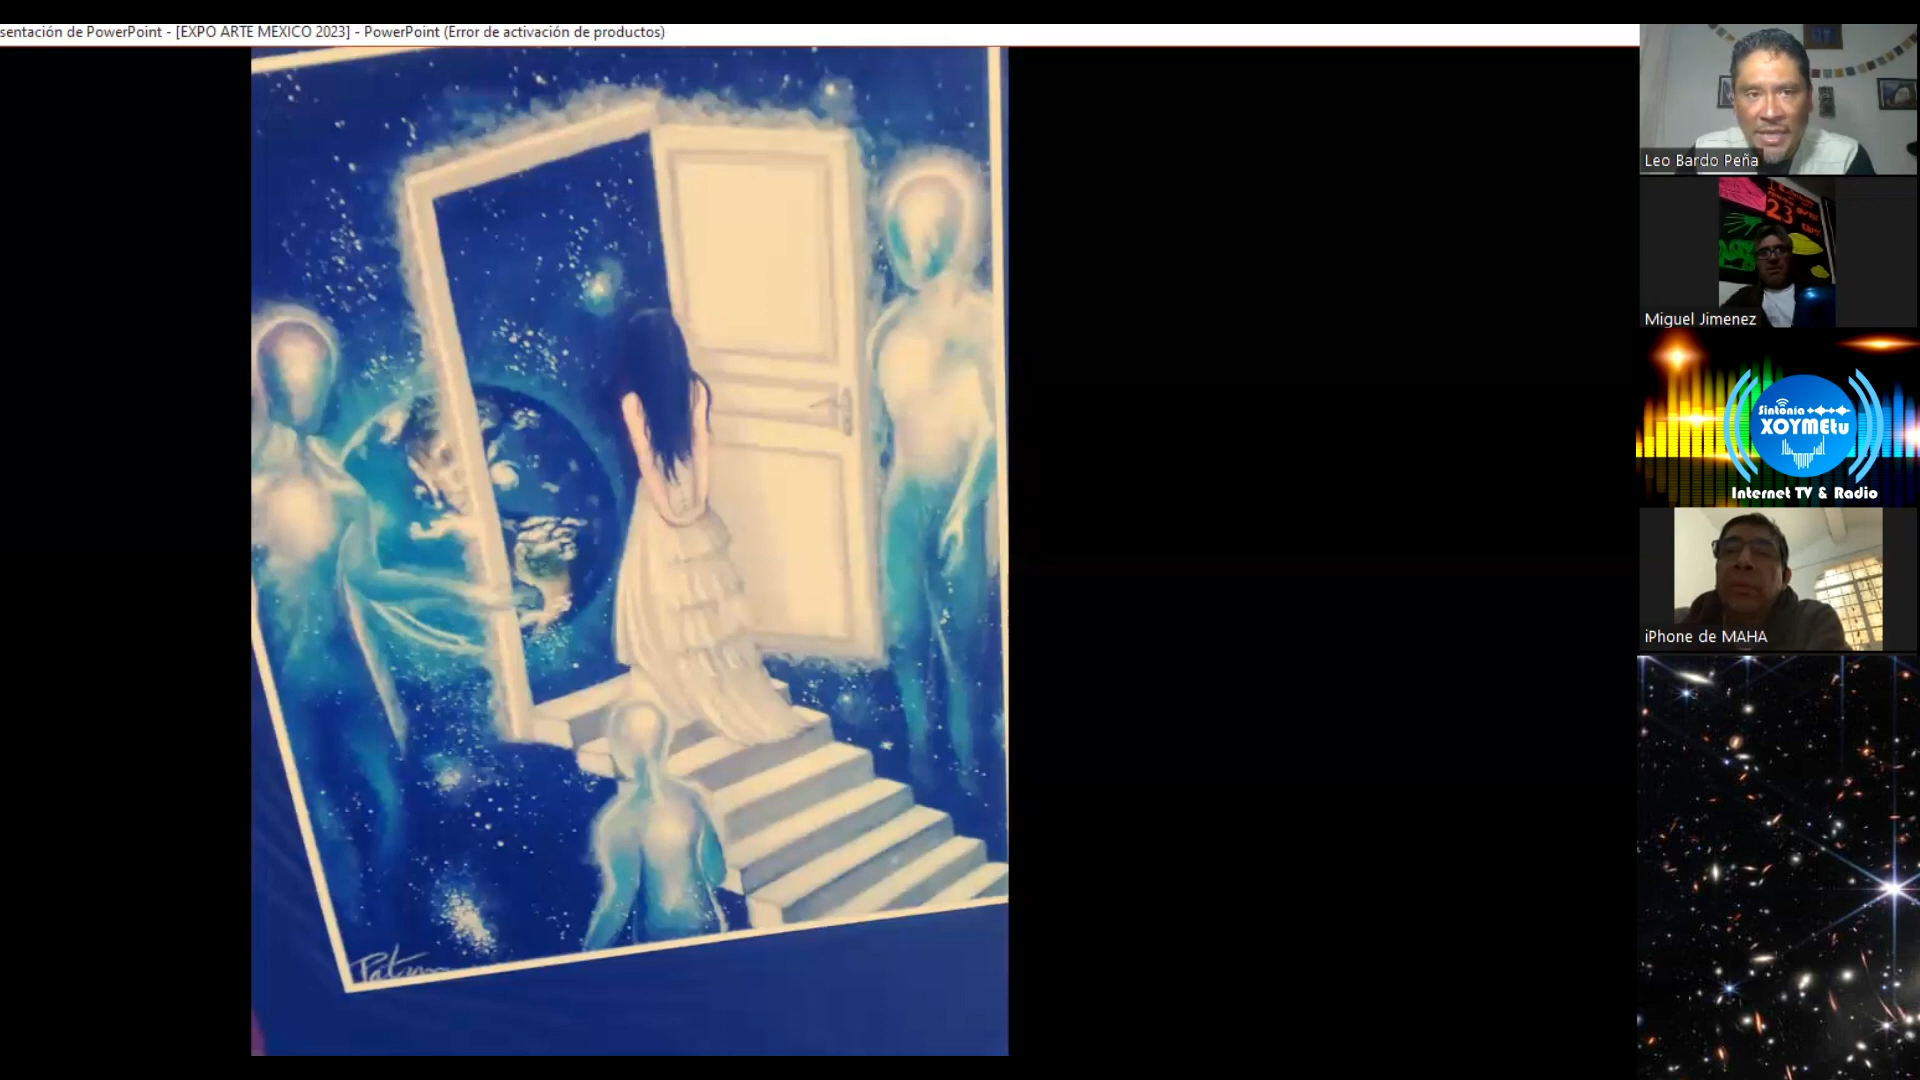 sentación de PowerPoint - [EXPO ARTE MEXICO 2023] - PowerPoint (Error de activación de productos)
Leo Bardo Peña
23
Miguel Jimenez
Sintonía
XOYMEtu
Internet TV & Radio
iPhone de MAHA